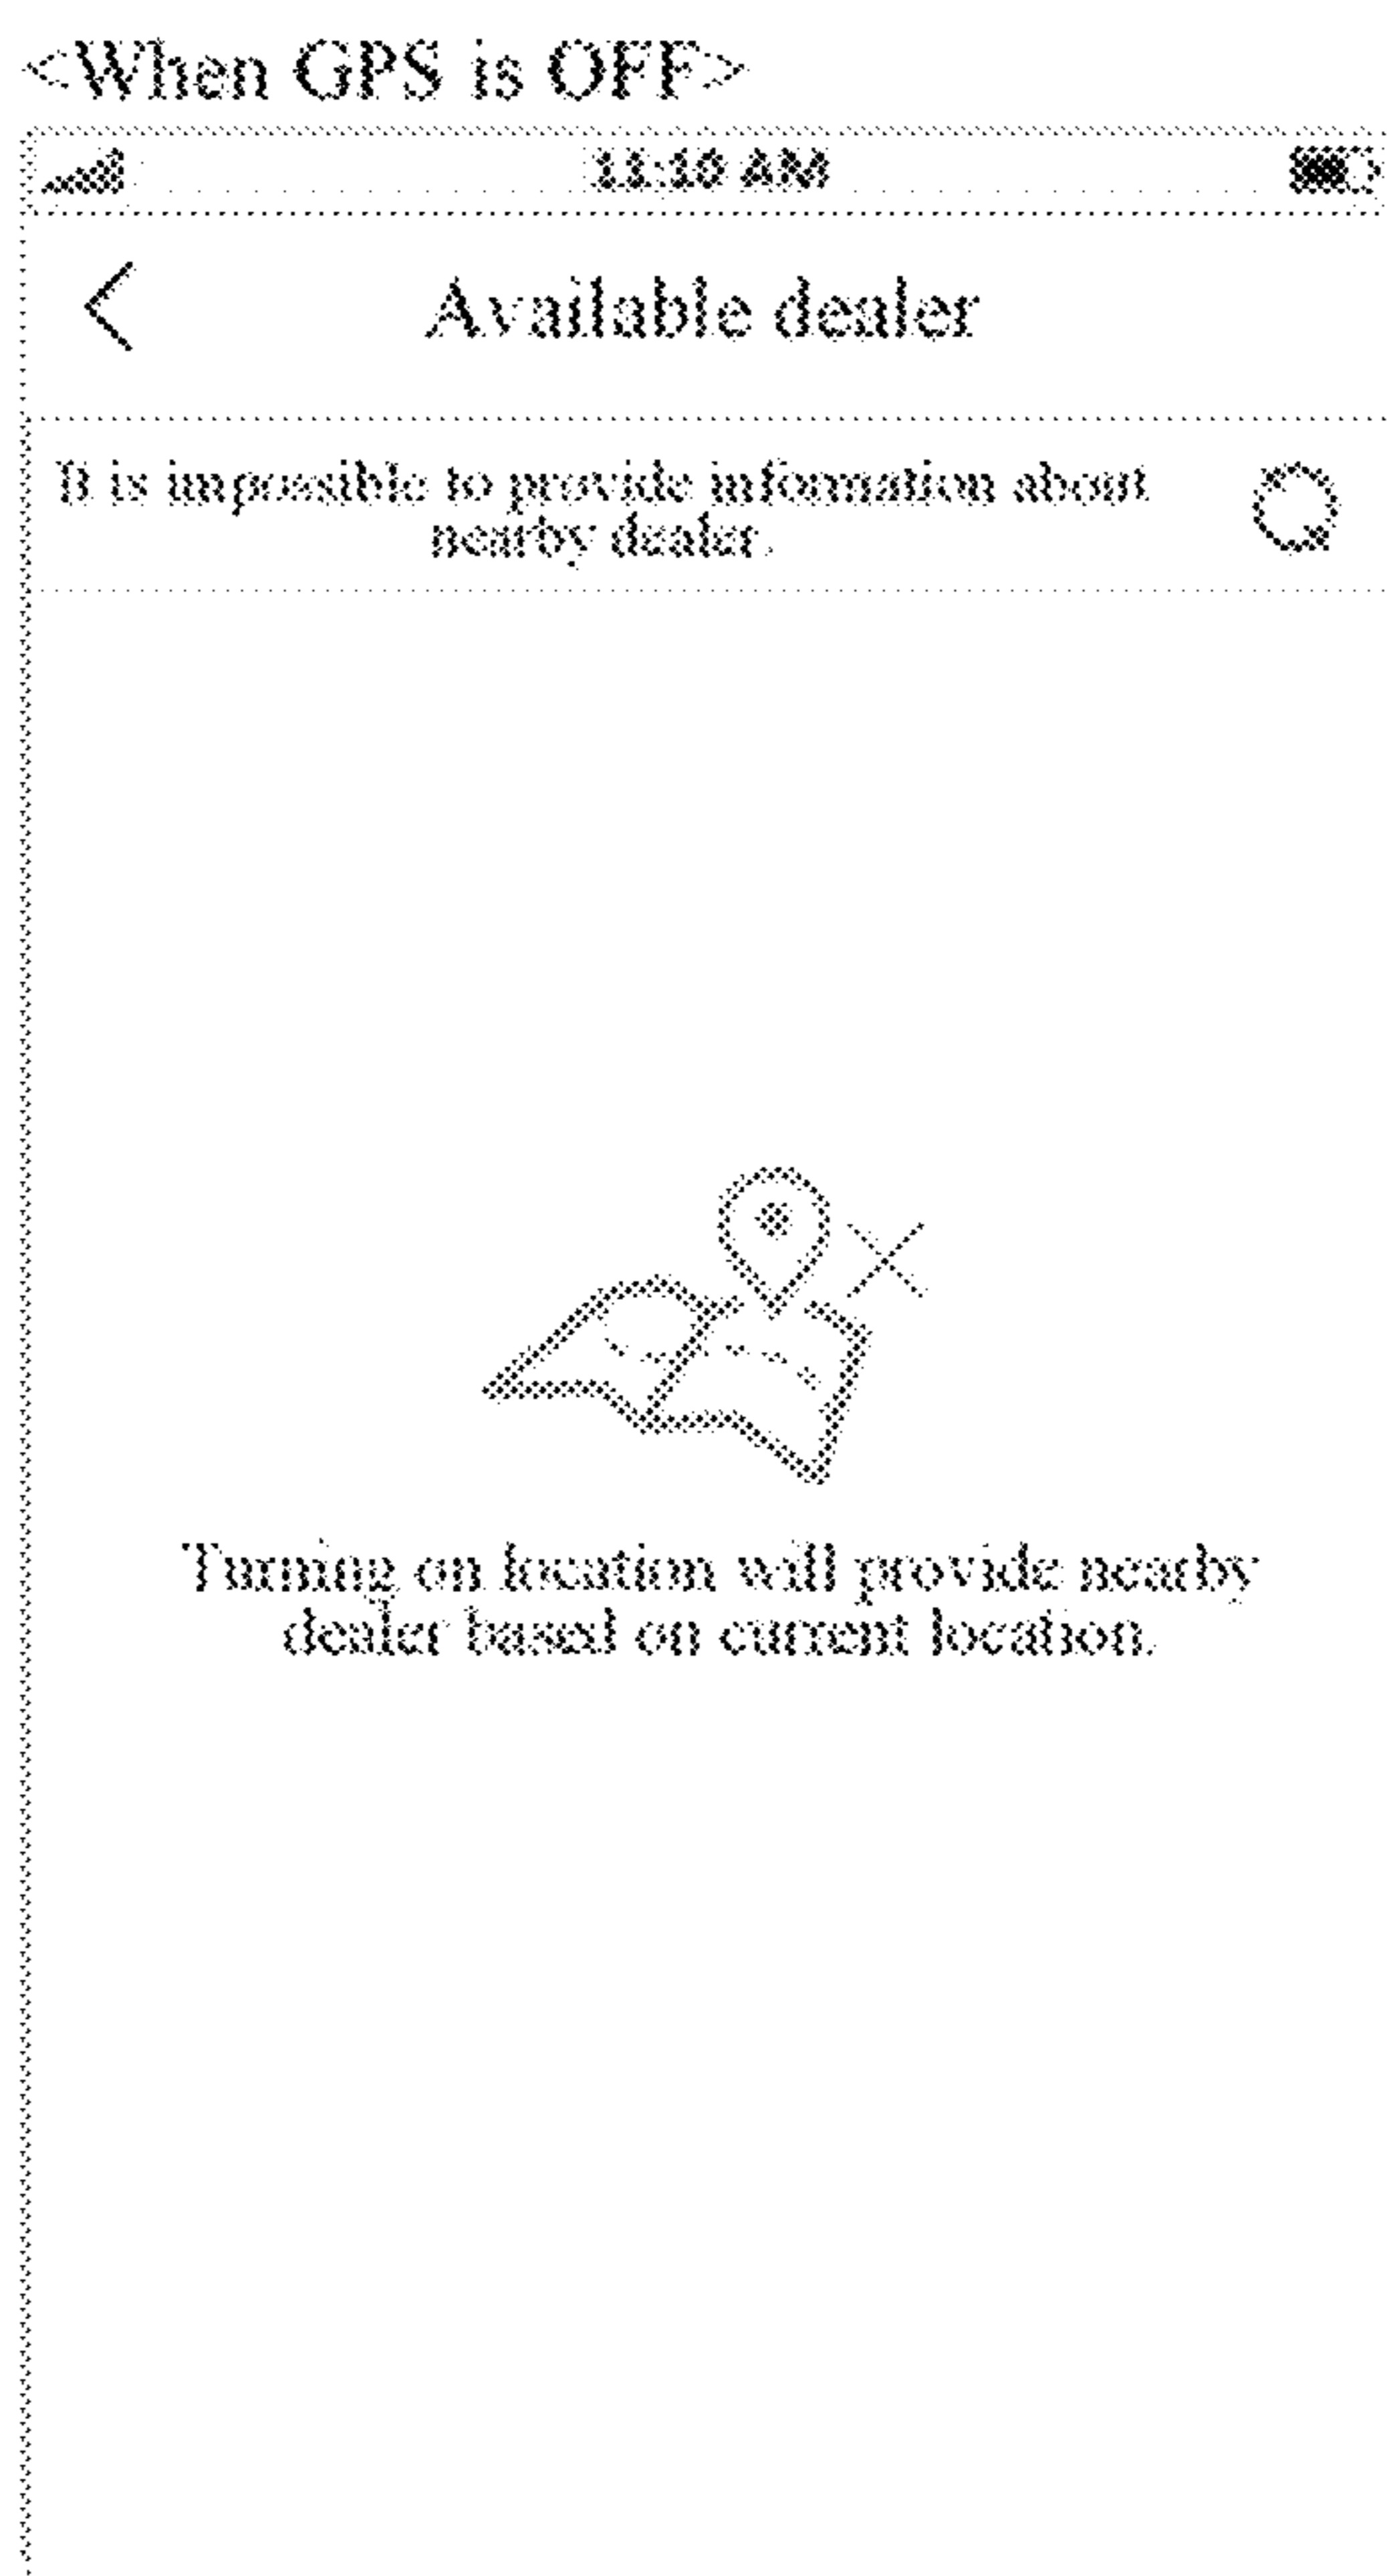 <When GPS is OFF>
11:10 AM
Available dealer
It is impossible to provide information about
nearby dealer.
Turning on location will provide nearby
dealer based on current location.